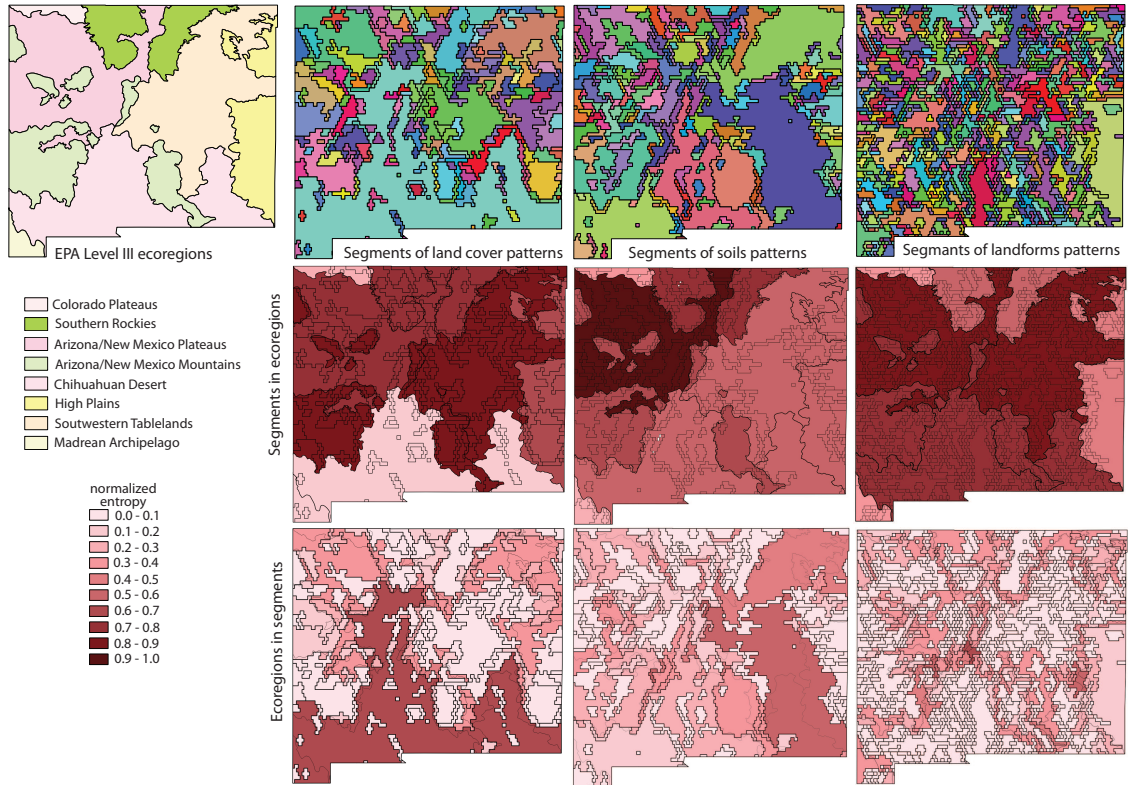 EPA Level III ecoregions
Segments of land cover patterns
Segments of soils patterns
Segmants of landforms patterns
Colorado Plateaus
Southern Rockies
Arizona/New Mexico Plateaus
Arizona/New Mexico Mountains
Chihuahuan Desert
High Plains
Soutwestern Tablelands
Madrean Archipelago
Segments in ecoregions
normalized
entropy
0.0 - 0.1
0.1 - 0.2
0.2 - 0.3
0.3 - 0.4
0.4 - 0.5
0.5 - 0.6
0.6 - 0.7
0.7 - 0.8
0.8 - 0.9
0.9 - 1.0
Ecoregions in segments